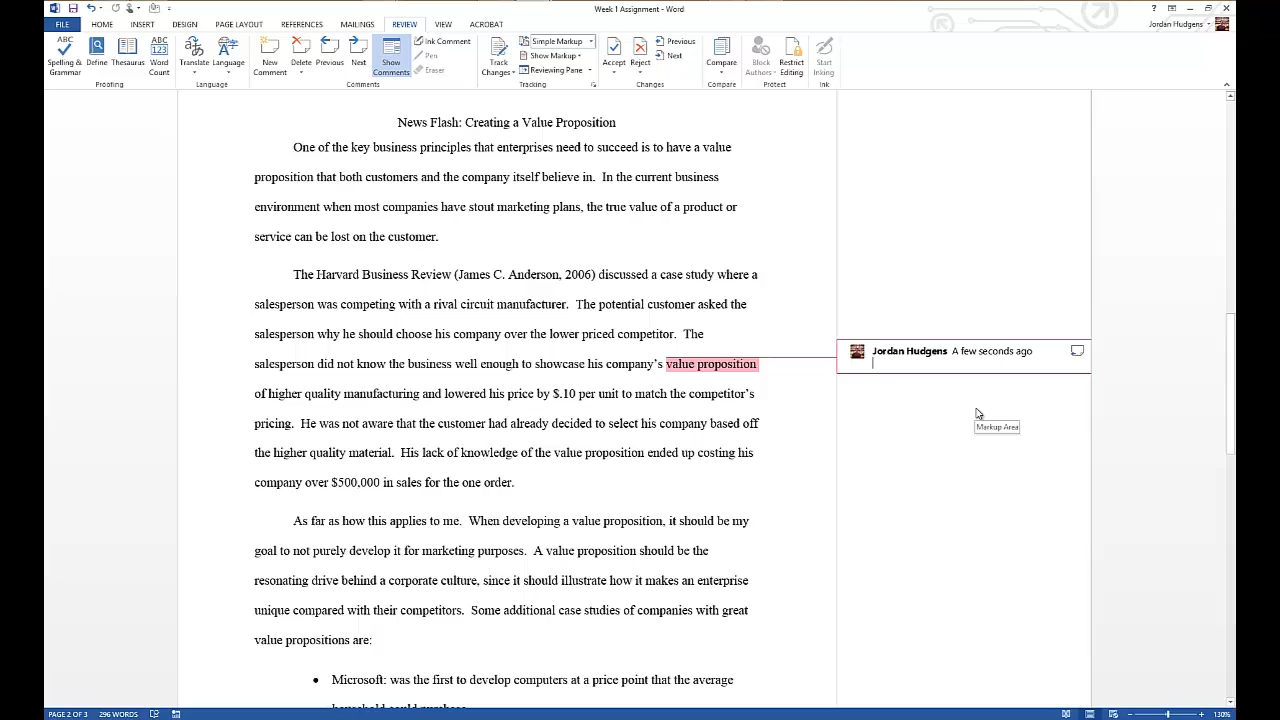 Week 1 Assignment - Word
FILE HOME INSERT DESIGN PAGE LAYOUT REFERENCES MAILINGS REVIEW VIEW ACROBAT
Jordan Hudgens
Spelling & Grammar
Define
Thesaurus
Word Count
Proofing
Translate
Language
Language
New Comment
Delete
Previous
Next
Show Comments
Ink Comment
Pen
Eraser
Comments
Track Changes
Simple Markup
Show Markup
Reviewing Pane
Tracking
Accept
Reject
Previous
Next
Changes
Compare
Compare
Block Authors
Restrict Editing
Protect
Start Inking
Ink
News Flash: Creating a Value Proposition
One of the key business principles that enterprises need to succeed is to have a value
proposition that both customers and the company itself believe in. In the current business
environment when most companies have stout marketing plans, the true value of a product or
service can be lost on the customer.
The Harvard Business Review (James C. Anderson, 2006) discussed a case study where a
salesperson was competing with a rival circuit manufacturer. The potential customer asked the
salesperson why he should choose his company over the lower priced competitor. The
salesperson did not know the business well enough to showcase his company's value proposition
of higher quality manufacturing and lowered his price by $.10 per unit to match the competitor's
pricing. He was not aware that the customer had already decided to select his company based off
the higher quality material. His lack of knowledge of the value proposition ended up costing his
company over $500,000 in sales for the one order.
As far as how this applies to me. When developing a value proposition, it should be my
goal to not purely develop it for marketing purposes. A value proposition should be the
resonating drive behind a corporate culture, since it should illustrate how it makes an enterprise
unique compared with their competitors. Some additional case studies of companies with great
value propositions are:
• Microsoft: was the first to develop computers at a price point that the average
household could purchase
Jordan Hudgens A few seconds ago
Markup Area
PAGE 2 OF 3 296 WORDS
130%